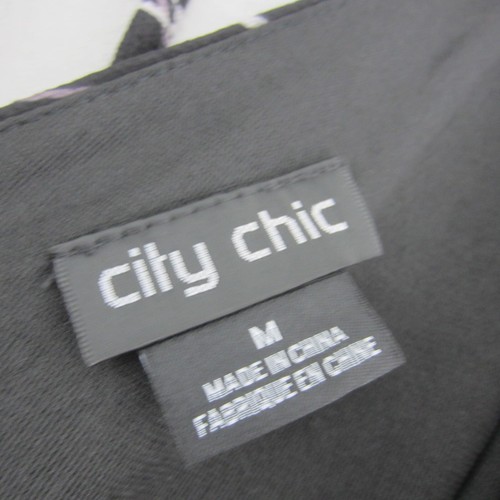 city chic
M
MADE IN CHINA
FABRIQUE EN CHINE